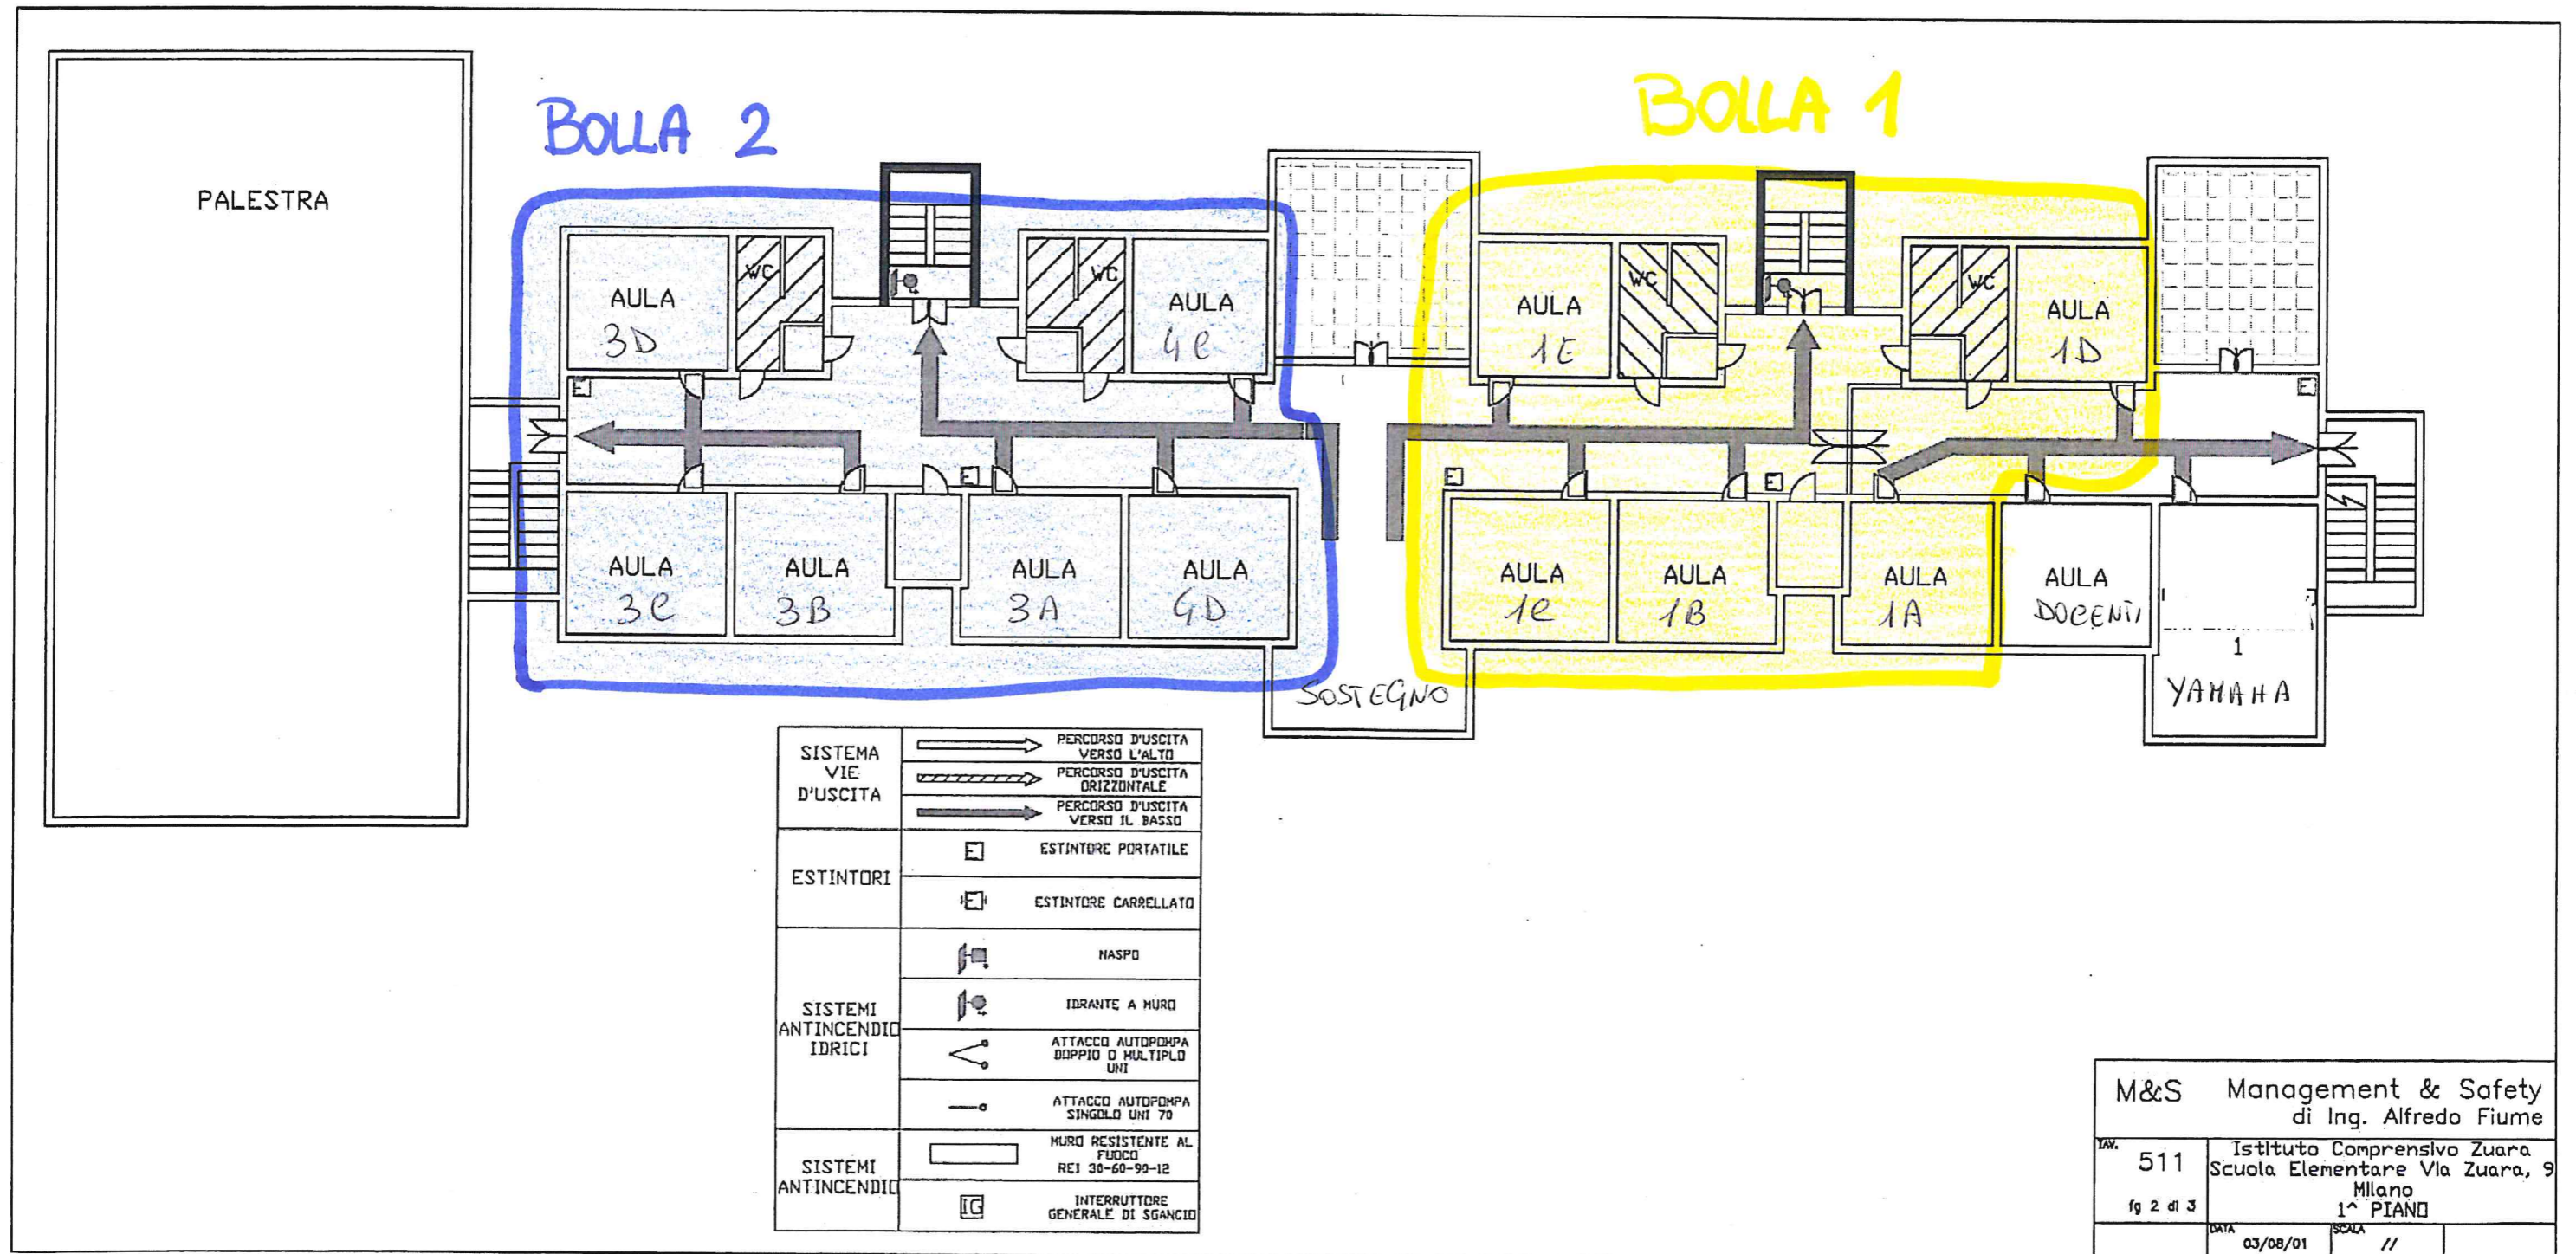 BOLLA 2
BOLLA 1
PALESTRA
WC
WC
WC
WC
AULA
3D
AULA
4C
AULA
1E
AULA
1D
E
E
E
E
E
AULA
3C
AULA
3B
AULA
3A
AULA
4D
AULA
1C
AULA
1B
AULA
1A
AULA
DOCENTI
1
YAMAHA
SOSTEGNO
SISTEMA
VIE
D'USCITA
PERCORSO D'USCITA
VERSO L'ALTO
PERCORSO D'USCITA
ORIZZONTALE
PERCORSO D'USCITA
VERSO IL BASSO
ESTINTORI
E
ESTINTORE PORTATILE
E
ESTINTORE CARRELLATO
SISTEMI
ANTINCENDIO
IDRICI
NASPO
IDRANTE A MURO
ATTACCO AUTOPOMPA
DOPPIO O MULTIPLO
UNI
ATTACCO AUTOPOMPA
SINGOLO UNI 70
SISTEMI
ANTINCENDIO
MURO RESISTENTE AL
FUOCO
REI 30-60-90-12
IG
INTERRUTTORE
GENERALE DI SGANCIO
M&S Management & Safety
di Ing. Alfredo Fiume
TAV.
511
fg 2 di 3
Istituto Comprensivo Zuara
Scuola Elementare Via Zuara, 9
Milano
1^ PIANO
DATA
03/08/01
SCALA
//